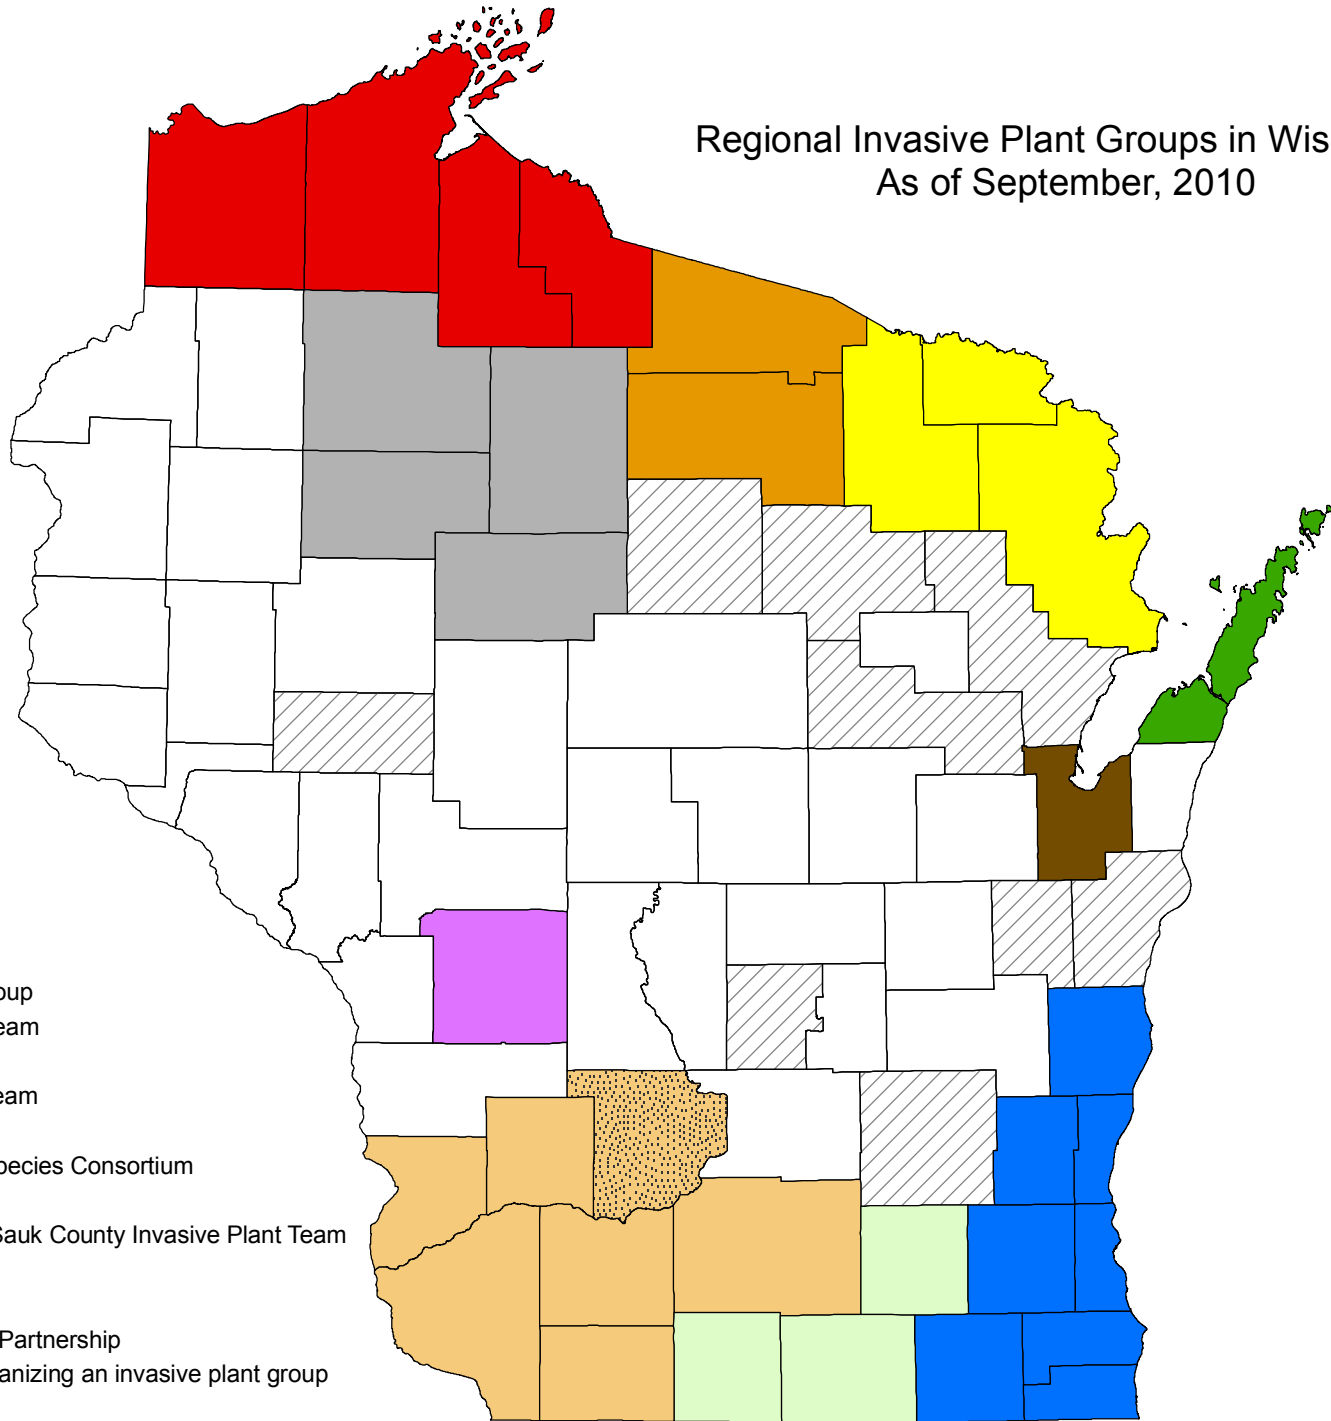 Regional Invasive Plant Groups in Wis
As of September, 2010
oup
eam
eam
pecies Consortium
Sauk County Invasive Plant Team
Partnership
anizing an invasive plant group